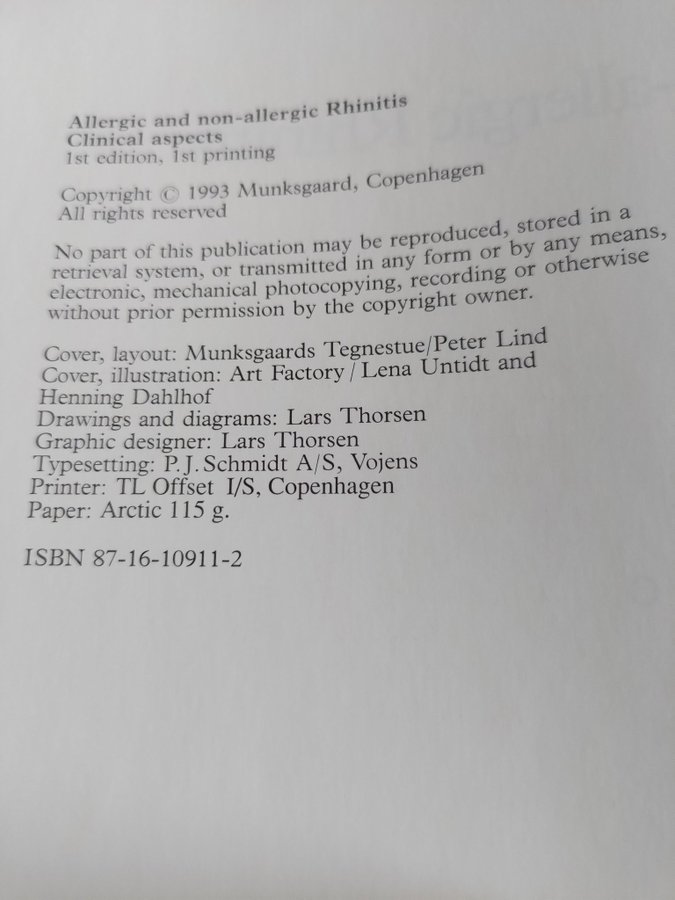 Allergic and non-allergic Rhinitis
Clinical aspects
1st edition, 1st printing
Copyright © 1993 Munksgaard, Copenhagen
All rights reserved
No part of this publication may be reproduced, stored in a
retrieval system, or transmitted in any form or by any means,
electronic, mechanical photocopying, recording or otherwise
without prior permission by the copyright owner.
Cover, layout: Munksgaards Tegnestue/Peter Lind
Cover, illustration: Art Factory/Lena Untidt and
Henning Dahlhof
Drawings and diagrams: Lars Thorsen
Graphic designer: Lars Thorsen
Typesetting: P.J. Schmidt A/S, Vojens
Printer: TL Offset I/S, Copenhagen
Paper: Arctic 115 g.
ISBN 87-16-10911-2